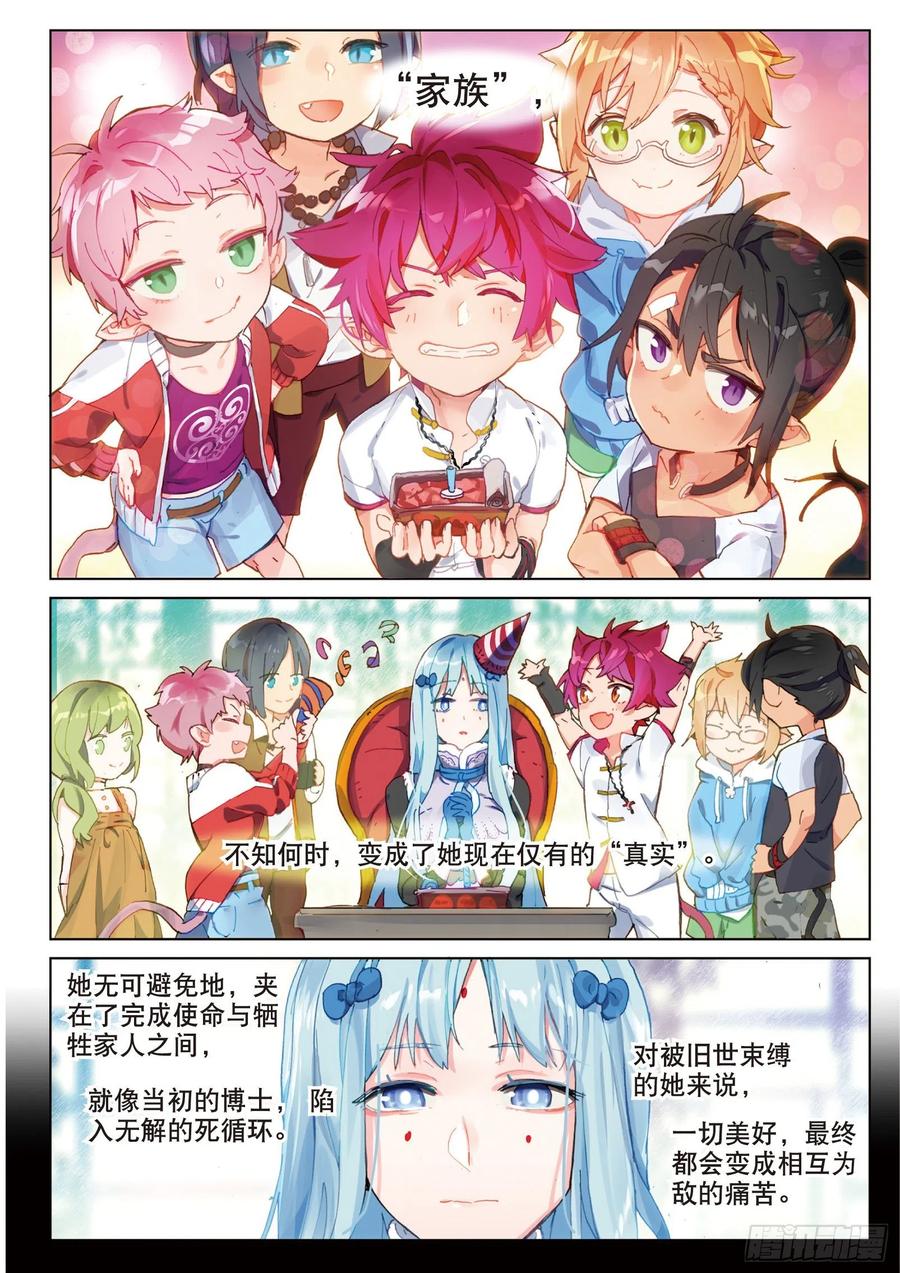 “家族”，
不知何时，变成了她现在仅有的“真实”。
她无可避免地，夹
在了完成使命与牺
牲家人之间，
就像当初的博士，陷
入无解的死循环。
对被旧世束缚
的她来说，
一切美好，最终
都会变成相互为
敌的痛苦。
腾讯动漫